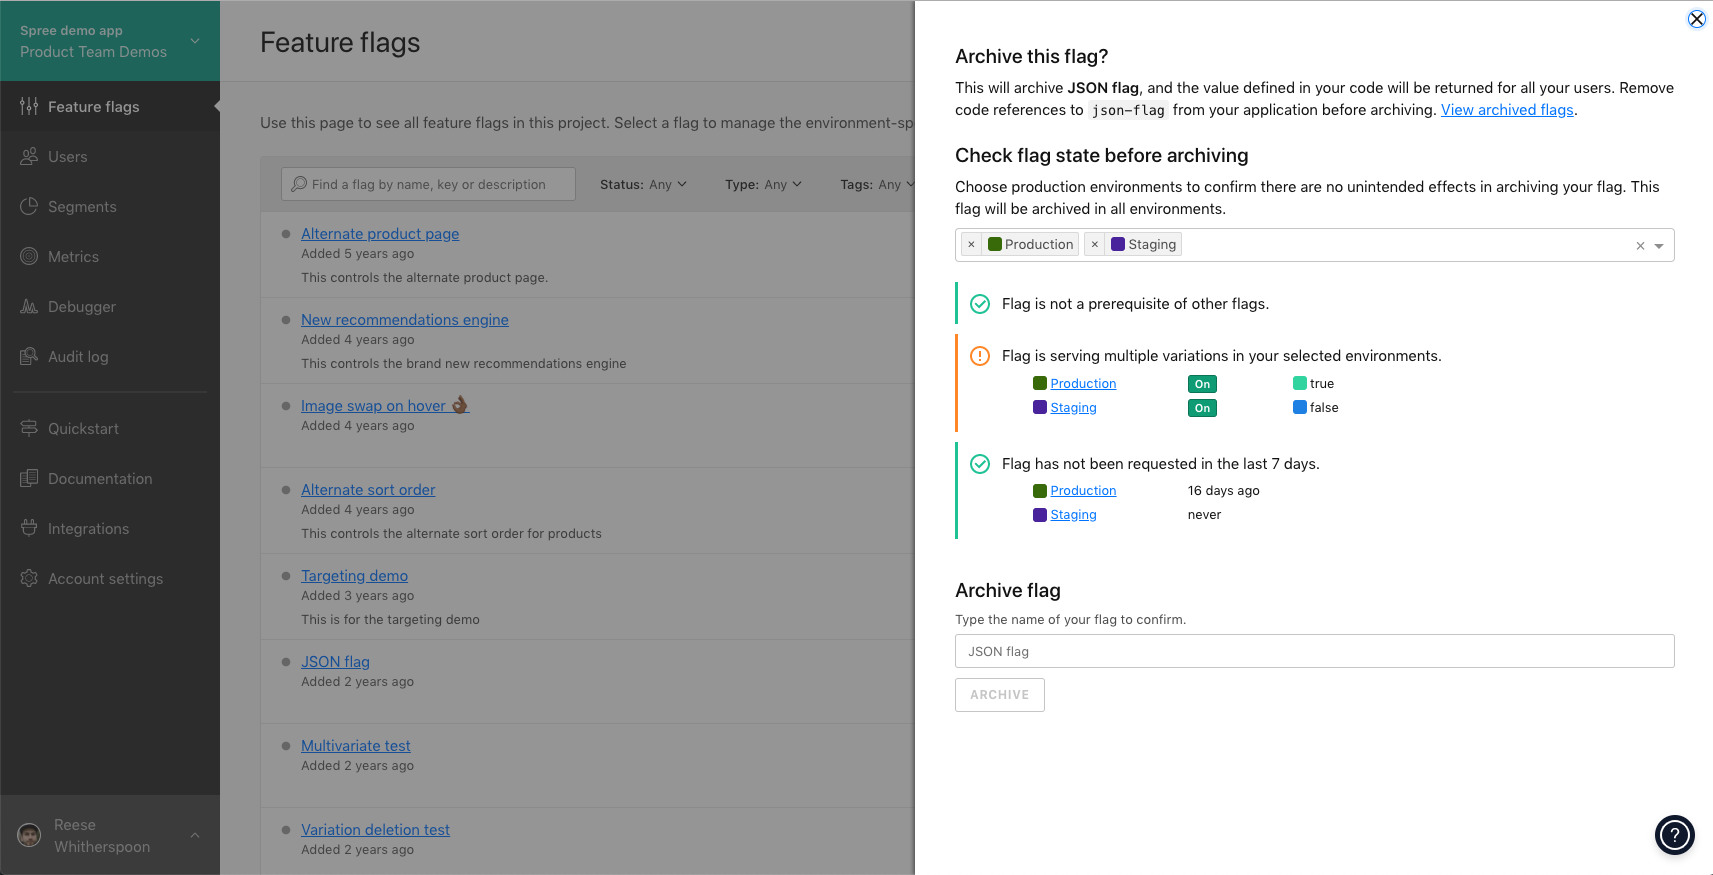 Spree demo app
Product Team Demos
Feature flags
Users
Segments
Metrics
Debugger
Audit log
Quickstart
Documentation
Integrations
Account settings
Reese
Whitherspoon
Feature flags
Use this page to see all feature flags in this project. Select a flag to manage the environment-sp
Find a flag by name, key or description
Status: Any
Type: Any
Tags: Any
Alternate product page
Added 5 years ago
This controls the alternate product page.
New recommendations engine
Added 4 years ago
This controls the brand new recommendations engine
Image swap on hover 👌🏾
Added 4 years ago
Alternate sort order
Added 4 years ago
This controls the alternate sort order for products
Targeting demo
Added 3 years ago
This is for the targeting demo
JSON flag
Added 2 years ago
Multivariate test
Added 2 years ago
Variation deletion test
Added 2 years ago
Archive this flag?
This will archive JSON flag, and the value defined in your code will be returned for all your users. Remove
code references to json-flag from your application before archiving. View archived flags.
Check flag state before archiving
Choose production environments to confirm there are no unintended effects in archiving your flag. This
flag will be archived in all environments.
× Production × Staging ×
Flag is not a prerequisite of other flags.
Flag is serving multiple variations in your selected environments.
Production On true
Staging On false
Flag has not been requested in the last 7 days.
Production 16 days ago
Staging never
Archive flag
Type the name of your flag to confirm.
JSON flag
ARCHIVE
?